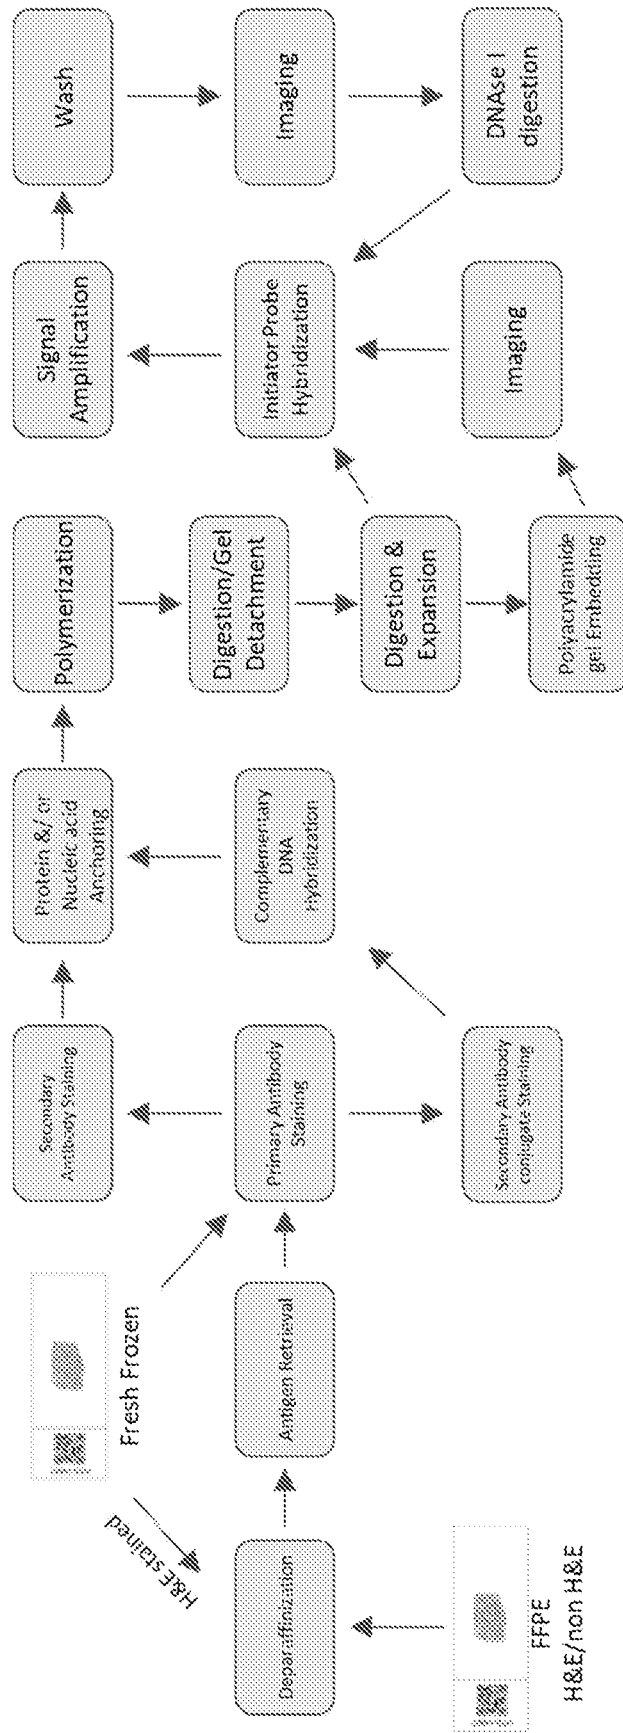 FFPE
H&E/non H&E
H&E stained
Fresh Frozen
Deparaffinization
Antigen Retrieval
Primary Antibody
Staining
Secondary
Antibody Staining
Secondary Antibody
conjugate Staining
Complementary
DNA
Hybridization
Protein &/ or
Nucleic acid
Anchoring
Polymerization
Digestion/Gel
Detachment
Digestion &
Expansion
Polyacrylamide
gel Embedding
Imaging
Initiator Probe
Hybridization
Signal
Amplification
Wash
Imaging
DNAse I
digestion